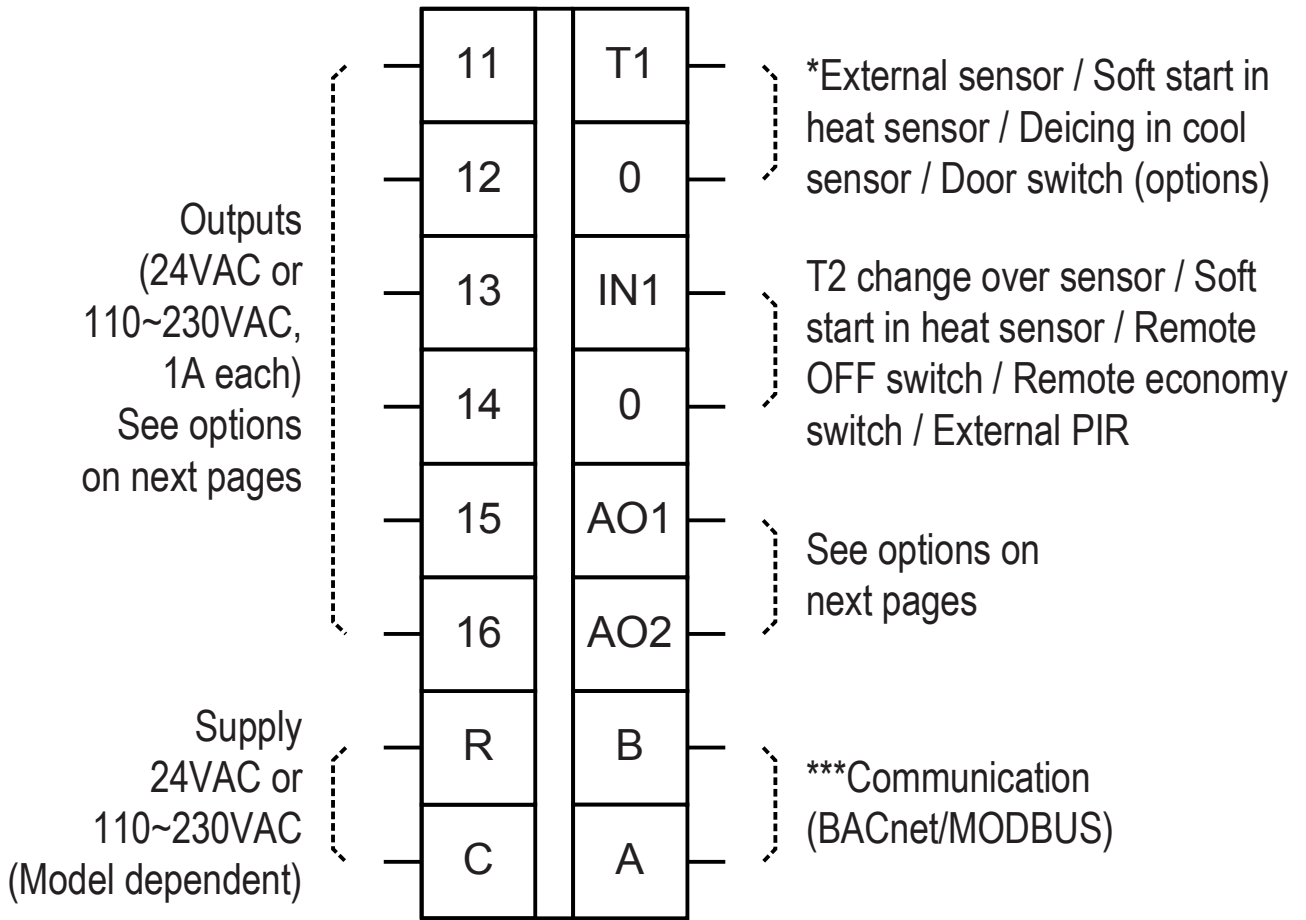 Outputs
(24VAC or
110~230VAC,
1A each)
See options
on next pages
Supply
24VAC or
110~230VAC
(Model dependent)
11
12
13
14
15
16
R
C
T1
0
IN1
0
AO1
AO2
B
A
*External sensor / Soft start in
heat sensor / Deicing in cool
sensor / Door switch (options)
T2 change over sensor / Soft
start in heat sensor / Remote
OFF switch / Remote economy
switch / External PIR
See options on
next pages
***Communication
(BACnet/MODBUS)